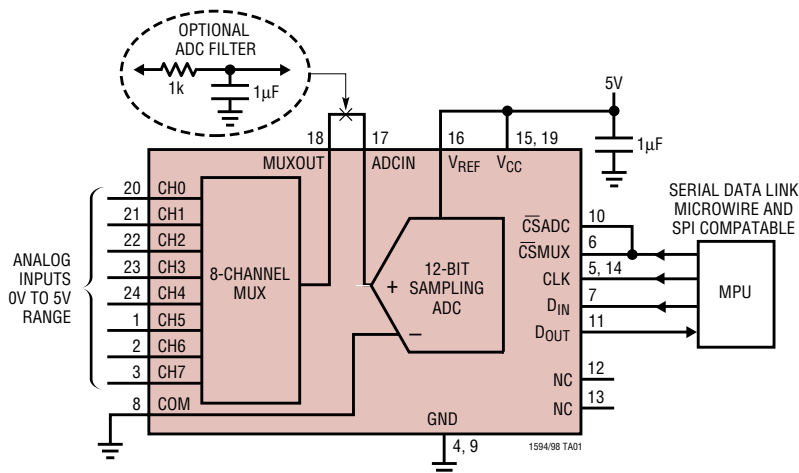 OPTIONAL
ADC FILTER
1k
1µF
5V
18
17
16
15, 19
1µF
MUXOUT
ADCIN
VREF
VCC
20 CH0
21 CH1
22 CH2
23 CH3
24 CH4
1 CH5
2 CH6
3 CH7
8 COM
ANALOG
INPUTS
0V TO 5V
RANGE
8-CHANNEL
MUX
+
12-BIT
SAMPLING
ADC
–
CSADC
10
CSMUX
6
CLK
5, 14
DIN
7
DOUT
11
NC
12
NC
13
SERIAL DATA LINK
MICROWIRE AND
SPI COMPATABLE
MPU
GND
4, 9
1594/98 TA01